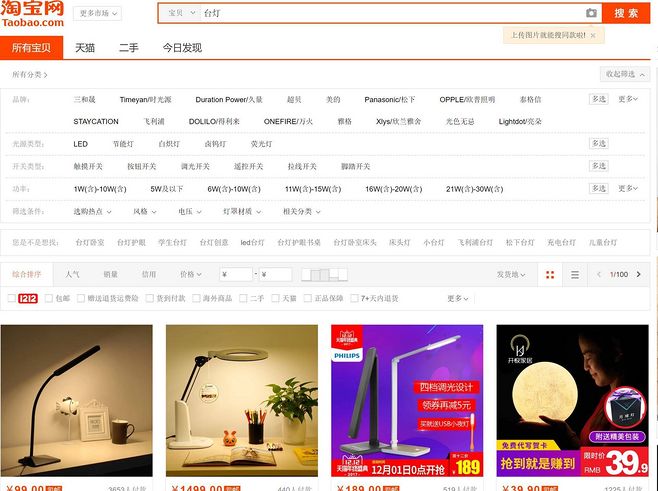 淘宝网
Taobao.com
更多市场
宝贝 台灯
搜 索
上传图片就能搜同款啦!
所有宝贝 天猫 二手 今日发现
所有分类 >
收起筛选
品牌: 三和晟 Timeyan/时光源 Duration Power/久量 超贝 美的 Panasonic/松下 OPPLE/欧普照明 泰格信 多选 更多
STAYCATION 飞利浦 DOLILO/得利来 ONEFIRE/万火 雅格 Xlys/欣兰雅舍 光色无忌 Lightdot/亮朵
光源类型: LED 节能灯 白炽灯 卤钨灯 荧光灯 多选
开关类型: 触摸开关 按钮开关 调光开关 遥控开关 拉线开关 脚踏开关 多选
功率: 1W(含)-10W(含) 5W及以下 6W(含)-10W(含) 11W(含)-15W(含) 16W(含)-20W(含) 21W(含)-30W(含) 多选 更多
筛选条件: 选购热点 风格 电压 灯罩材质 相关分类
您是不是想找: 台灯卧室 台灯护眼 学生台灯 台灯创意 led台灯 台灯护眼书桌 台灯卧室床头 床头灯 小台灯 飞利浦台灯 松下台灯 充电台灯 儿童台灯
综合排序 人气 销量 信用 价格 ¥ - ¥ 发货地 < 1/100 >
1212 包邮 赠送退货运费险 货到付款 海外商品 二手 天猫 正品保障 7+天内退货 更多
PHILIPS
四档调光设计
领券再减5元
买就送USB小夜灯
12.12
天猫年终盛典
12月01日0点开抢
¥189
开权家居
免费代写贺卡
抢到就是赚到
附送精美包装
限时价
RMB 39.9
¥99.00 包邮 3653人付款
¥1499.00 包邮 440人付款
¥189.00 包邮 519人付款
¥39.90 包邮 1225人付款